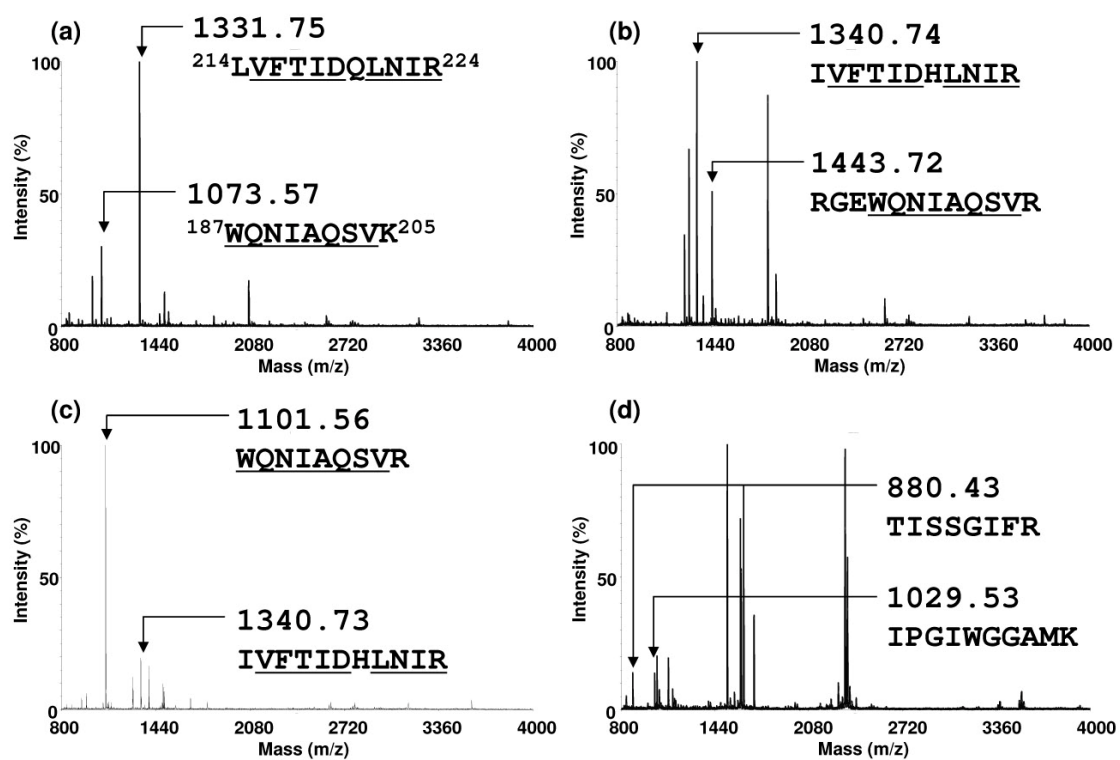 (a)
1331.75
²¹⁴LVFTIDQLNIR²²⁴
1073.57
¹⁸⁷WQNIAQSVK²⁰⁵
Intensity (%)
100
50
0
800 1440 2080 2720 3360 4000
Mass (m/z)
(b)
1340.74
IVFTIDHLNIR
1443.72
RGEWQNIAQSVR
Intensity (%)
100
50
0
800 1440 2080 2720 3360 4000
Mass (m/z)
(c)
1101.56
WQNIAQSVR
1340.73
IVFTIDHLNIR
Intensity (%)
100
50
0
800 1440 2080 2720 3360 4000
Mass (m/z)
(d)
880.43
TISSGIFR
1029.53
IPGIWGGAMK
Intensity (%)
100
50
0
800 1440 2080 2720 3360 4000
Mass (m/z)